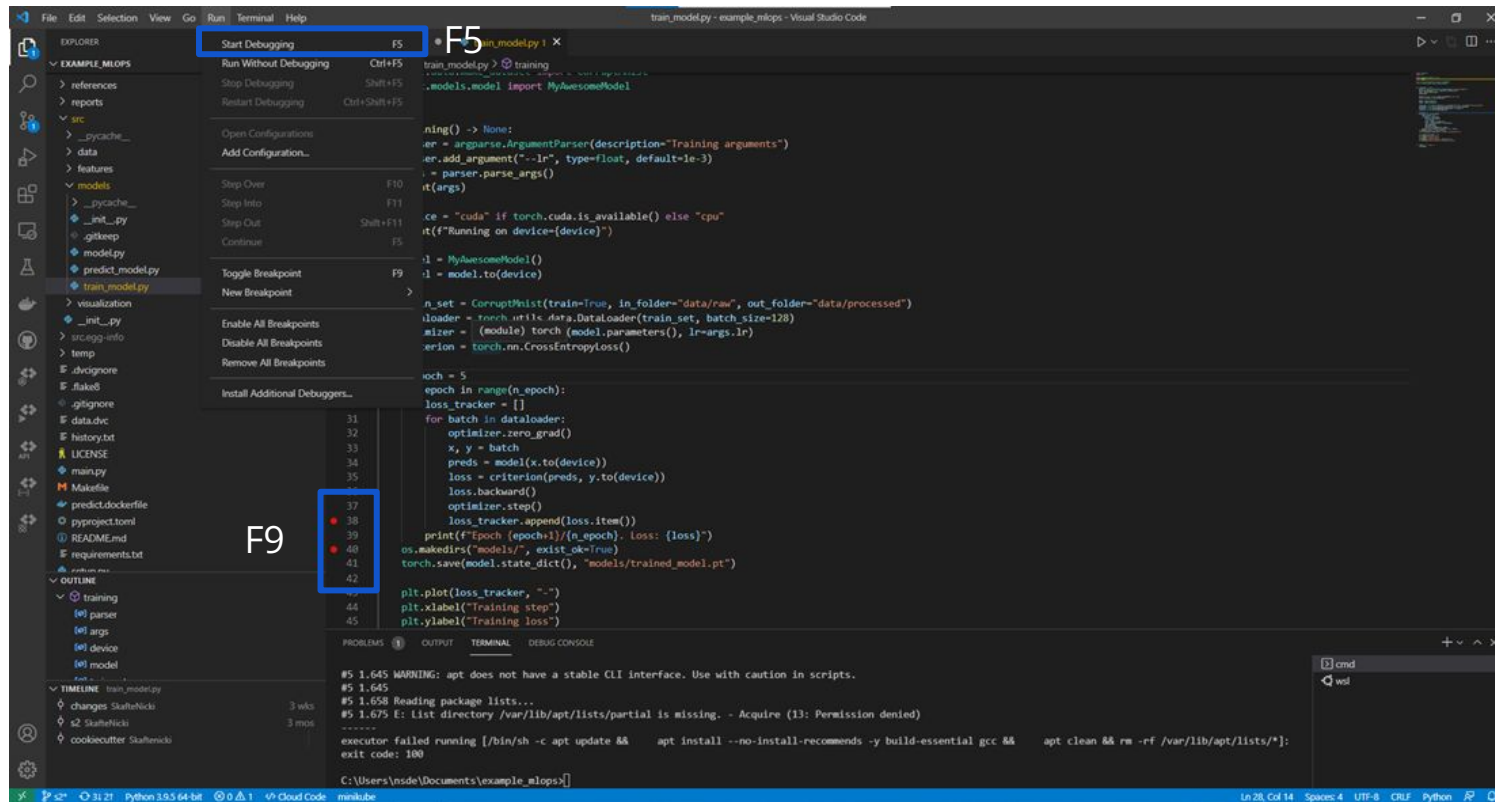 File Edit Selection View Go Run Terminal Help
train_model.py - example_mlops - Visual Studio Code
EXPLORER
EXAMPLE_MLOPS
references
reports
src
__pycache__
data
features
models
__pycache__
__init__.py
.gitkeep
model.py
predict_model.py
train_model.py
visualization
__init__.py
src.egg-info
temp
.dvcignore
.flake8
.gitignore
data.dvc
history.txt
LICENSE
main.py
Makefile
predict.dockerfile
pyproject.toml
README.md
requirements.txt
OUTLINE
training
parser
args
device
model
TIMELINE train_model.py
changes SkafteNicki 3 wks
s2 SkafteNicki 3 mos
cookiecutter Skaftenicki
Start Debugging F5
Run Without Debugging Ctrl+F5
Stop Debugging Shift+F5
Restart Debugging Ctrl+Shift+F5
Open Configurations
Add Configuration...
Step Over F10
Step Into F11
Step Out Shift+F11
Continue F5
Toggle Breakpoint F9
New Breakpoint
Enable All Breakpoints
Disable All Breakpoints
Remove All Breakpoints
Install Additional Debuggers...
F5
F9
ain_model.py 1
train_model.py > training
.models.model import MyAwesomeModel
ning() -> None:
er = argparse.ArgumentParser(description="Training arguments")
er.add_argument("--lr", type=float, default=1e-3)
= parser.parse_args()
t(args)
ce = "cuda" if torch.cuda.is_available() else "cpu"
t(f"Running on device={device}")
l = MyAwesomeModel()
l = model.to(device)
n_set = CorruptMnist(train=True, in_folder="data/raw", out_folder="data/processed")
loader = torch.utils.data.DataLoader(train_set, batch_size=128)
mizer = (module) torch (model.parameters(), lr=args.lr)
erion = torch.nn.CrossEntropyLoss()
och = 5
epoch in range(n_epoch):
loss_tracker = []
31 for batch in dataloader:
32 optimizer.zero_grad()
33 x, y = batch
34 preds = model(x.to(device))
35 loss = criterion(preds, y.to(device))
loss.backward()
37 optimizer.step()
38 loss_tracker.append(loss.item())
39 print(f"Epoch {epoch+1}/{n_epoch}. Loss: {loss}")
40 os.makedirs("models/", exist_ok=True)
41 torch.save(model.state_dict(), "models/trained_model.pt")
42
43 plt.plot(loss_tracker, "-")
44 plt.xlabel("Training step")
45 plt.ylabel("Training loss")
PROBLEMS 1 OUTPUT TERMINAL DEBUG CONSOLE
#5 1.645 WARNING: apt does not have a stable CLI interface. Use with caution in scripts.
#5 1.645
#5 1.658 Reading package lists...
#5 1.675 E: List directory /var/lib/apt/lists/partial is missing. - Acquire (13: Permission denied)
------
executor failed running [/bin/sh -c apt update && apt install --no-install-recommends -y build-essential gcc && apt clean && rm -rf /var/lib/apt/lists/*]:
exit code: 100
C:\Users\nsde\Documents\example_mlops>
cmd
wsl
s2* 3↓ 2↑ Python 3.9.5 64-bit 0 1 Cloud Code minikube
Ln 28, Col 14 Spaces: 4 UTF-8 CRLF Python